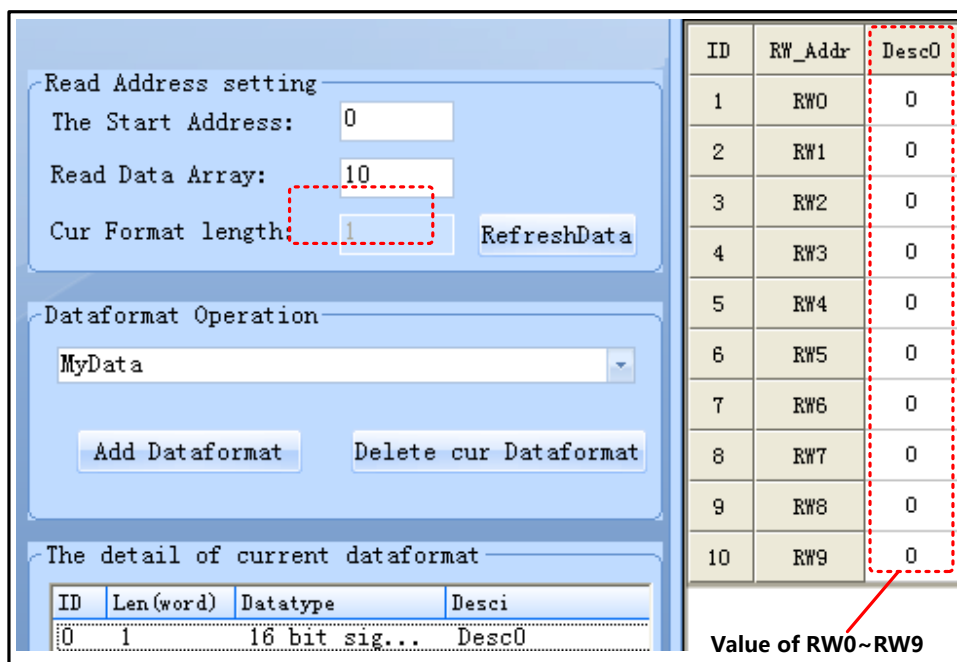 Read Address setting
The Start Address: 0
Read Data Array: 10
Cur Format length: 1 RefreshData
Dataformat Operation
MyData
Add Dataformat Delete cur Dataformat
The detail of current dataformat
ID Len(word) Datatype Desci
0 1 16 bit sig... Desc0
ID RW_Addr Desc0
1 RW0 0
2 RW1 0
3 RW2 0
4 RW3 0
5 RW4 0
6 RW5 0
7 RW6 0
8 RW7 0
9 RW8 0
10 RW9 0
Value of RW0~RW9